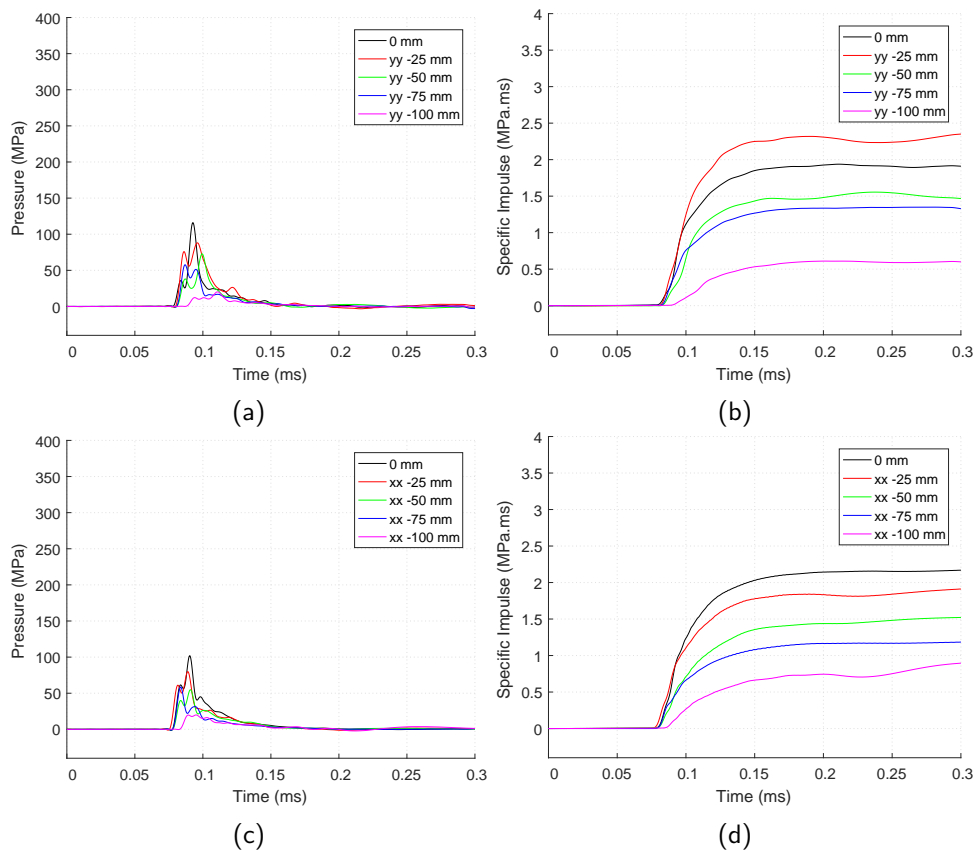 400
350
300
250
200
150
100
50
0
Pressure (MPa)
0 mm
yy -25 mm
yy -50 mm
yy -75 mm
yy -100 mm
0 0.05 0.1 0.15 0.2 0.25 0.3
Time (ms)
(a)
4
3.5
3
2.5
2
1.5
1
0.5
0
Specific Impulse (MPa.ms)
0 mm
yy -25 mm
yy -50 mm
yy -75 mm
yy -100 mm
0 0.05 0.1 0.15 0.2 0.25 0.3
Time (ms)
(b)
400
350
300
250
200
150
100
50
0
Pressure (MPa)
0 mm
xx -25 mm
xx -50 mm
xx -75 mm
xx -100 mm
0 0.05 0.1 0.15 0.2 0.25 0.3
Time (ms)
(c)
4
3.5
3
2.5
2
1.5
1
0.5
0
Specific Impulse (MPa.ms)
0 mm
xx -25 mm
xx -50 mm
xx -75 mm
xx -100 mm
0 0.05 0.1 0.15 0.2 0.25 0.3
Time (ms)
(d)